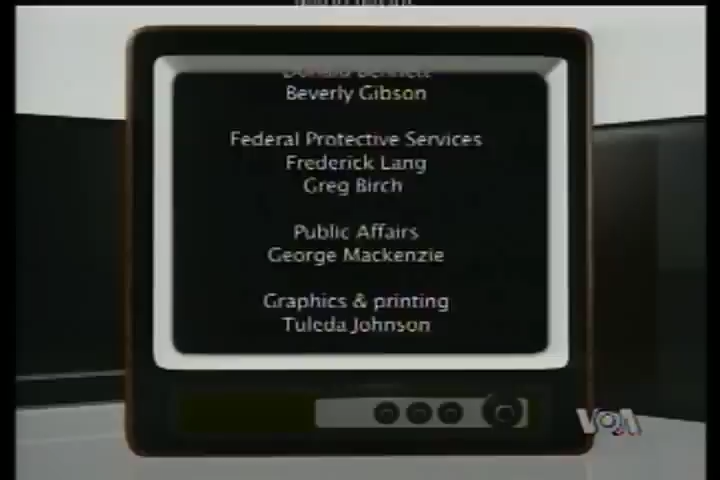 Beverly Gibson
Federal Protective Services
Frederick Lang
Greg Birch
Public Affairs
George Mackenzie
Graphics & printing
Tuleda Johnson
VOA